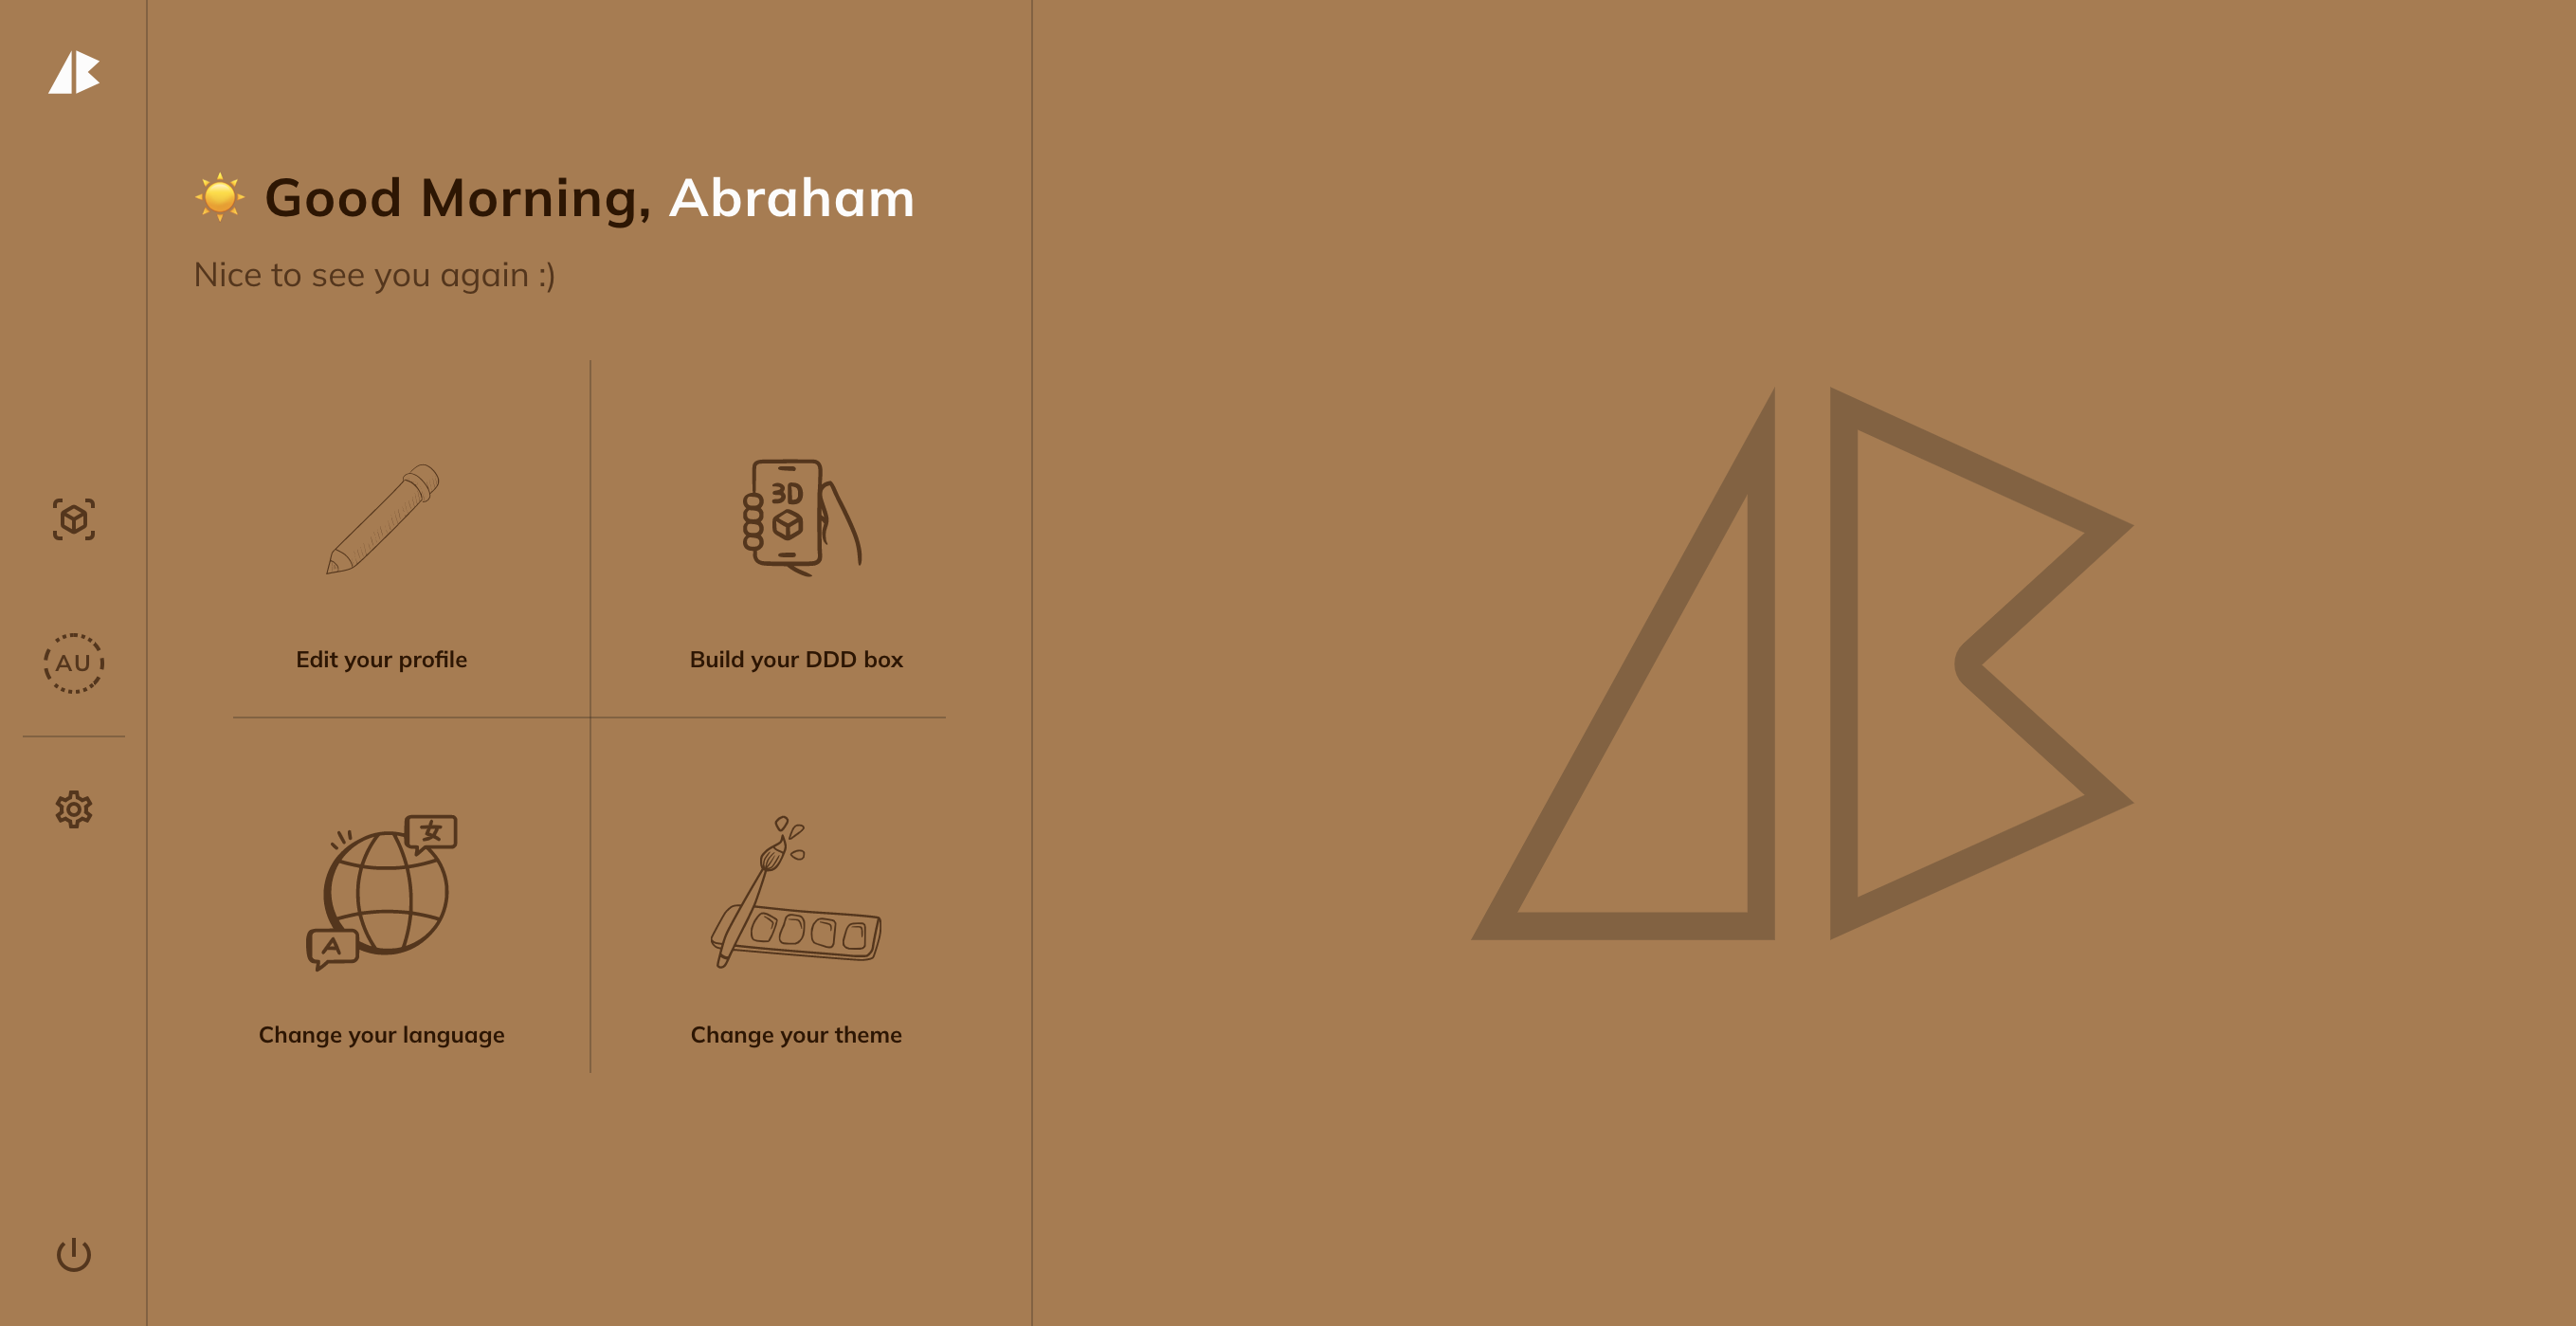 ☀️ Good Morning, Abraham
Nice to see you again :)
3D
Edit your profile
Build your DDD box
AU
女
A
Change your language
Change your theme